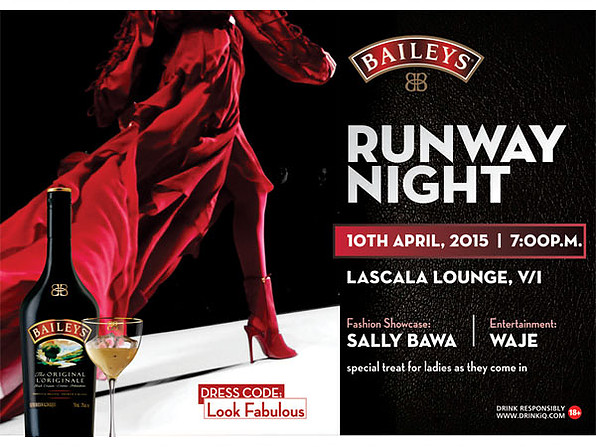 BAILEYS
RUNWAY
NIGHT
10TH APRIL, 2015 | 7:00P.M.
LASCALA LOUNGE, V/I
Fashion Showcase:
SALLY BAWA
Entertainment:
WAJE
special treat for ladies as they come in
BAILEYS
The ORIGINAL
L'ORIGINALE
DRESS CODE:
Look Fabulous
DRINK RESPONSIBLY
WWW.DRINKiQ.COM
18+